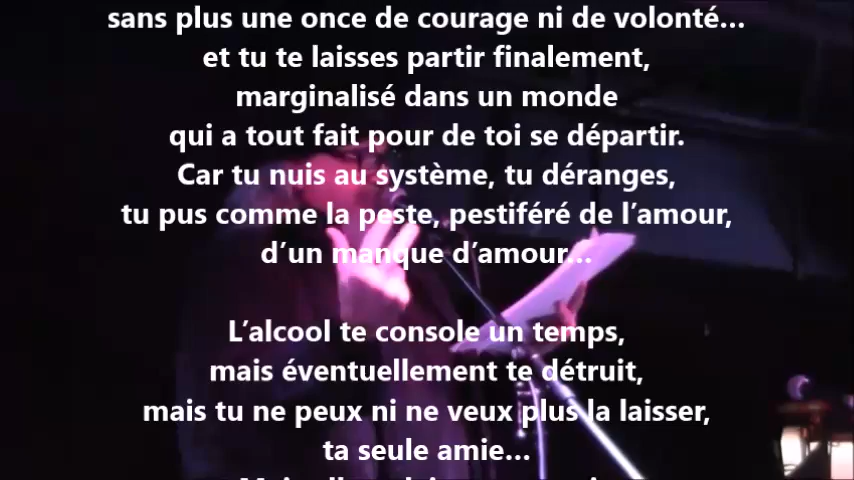 sans plus une once de courage ni de volonté...
et tu te laisses partir finalement,
marginalisé dans un monde
qui a tout fait pour de toi se départir.
Car tu nuis au système, tu déranges,
tu pus comme la peste, pestiféré de l’amour,
d’un manque d’amour...
L’alcool te console un temps,
mais éventuellement te détruit,
mais tu ne peux ni ne veux plus la laisser,
ta seule amie...